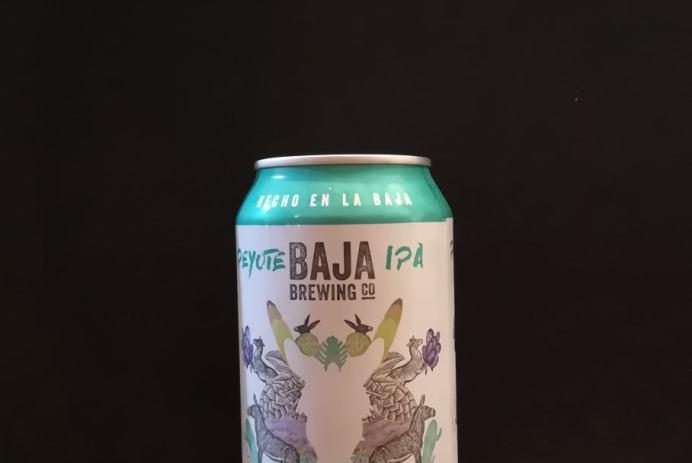 HECHO EN LA BAJA
PEYOTE BAJA IPA
BREWING CO